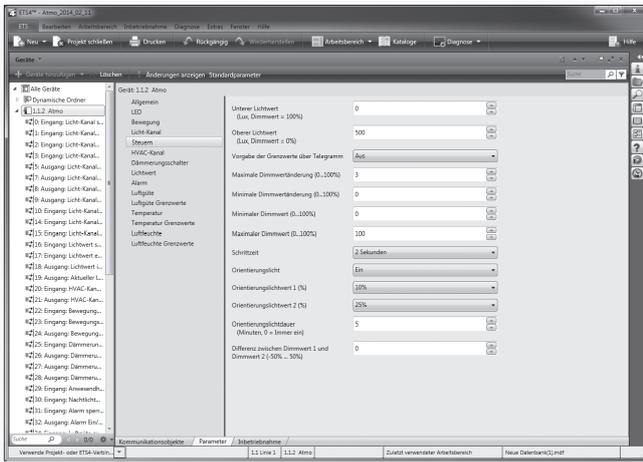 ETS4™ - Atmo_2014_02_11
ETS Bearbeiten Arbeitsbereich Inbetriebnahme Diagnose Extras Fenster Hilfe
Neu Projekt schließen Drucken Rückgängig Wiederherstellen Arbeitsbereich Kataloge Diagnose Hilfe
Geräte
Geräte hinzufügen Löschen Änderungen anzeigen Standardparameter Suche
Alle Geräte
Dynamische Ordner
1.1.2 Atmo
0: Eingang: Licht-Kanal s...
1: Eingang: Licht-Kanal...
2: Eingang: Licht-Kanal...
3: Eingang: Licht-Kanal...
5: Ausgang: Licht-Kanal...
7: Ausgang: Licht-Kanal...
8: Ausgang: Licht-Kanal...
9: Ausgang: Licht-Kanal...
10: Eingang: Licht-Kanal...
14: Eingang: Licht-Kanal...
15: Eingang: Licht-Kanal...
16: Eingang: Lichtwert s...
17: Eingang: Lichtwert e...
18: Ausgang: Lichtwert i...
19: Ausgang: Aktueller L...
20: Eingang: HVAC-Kan...
21: Ausgang: HVAC-Kan...
22: Eingang: Bewegung...
23: Eingang: Bewegungs...
24: Ausgang: Bewegung...
25: Eingang: Dämmerun...
26: Ausgang: Dämmeru...
27: Ausgang: Dämmeru...
28: Ausgang: Dämmeru...
29: Eingang: Anwesendh...
30: Eingang: Nachtlicht...
31: Eingang: Alarm sperr...
32: Ausgang: Alarm Ein/...
Suche 0/0
Gerät: 1.1.2 Atmo
Allgemein
LED
Bewegung
Licht-Kanal
Steuern
HVAC-Kanal
Dämmerungsschalter
Lichtwert
Alarm
Luftgüte
Luftgüte Grenzwerte
Temperatur
Temperatur Grenzwerte
Luftfeuchte
Luftfeuchte Grenzwerte
Unterer Lichtwert 0
(Lux, Dimmwert = 100%)
Oberer Lichtwert 500
(Lux, Dimmwert = 0%)
Vorgabe der Grenzwerte über Telegramm Aus
Maximale Dimmwertänderung (0...100%) 3
Minimale Dimmwertänderung (0...100%) 0
Minimaler Dimmwert (0...100%) 0
Maximaler Dimmwert (0...100%) 100
Schrittzeit 2 Sekunden
Orientierungslicht Ein
Orientierungslichtwert 1 (%) 10%
Orientierungslichtwert 2 (%) 25%
Orientierungslichtdauer 5
(Minuten, 0 = Immer ein)
Differenz zwischen Dimmwert 1 und 0
Dimmwert 2 (-50% ... 50%)
Kommunikationsobjekte Parameter Inbetriebnahme
Verwende Projekt- oder ETS4-Verbin... 1.1 Linie 1 1.1.2 Atmo Zuletzt verwendeter Arbeitsbereich Neue Datenbank(1).mdf